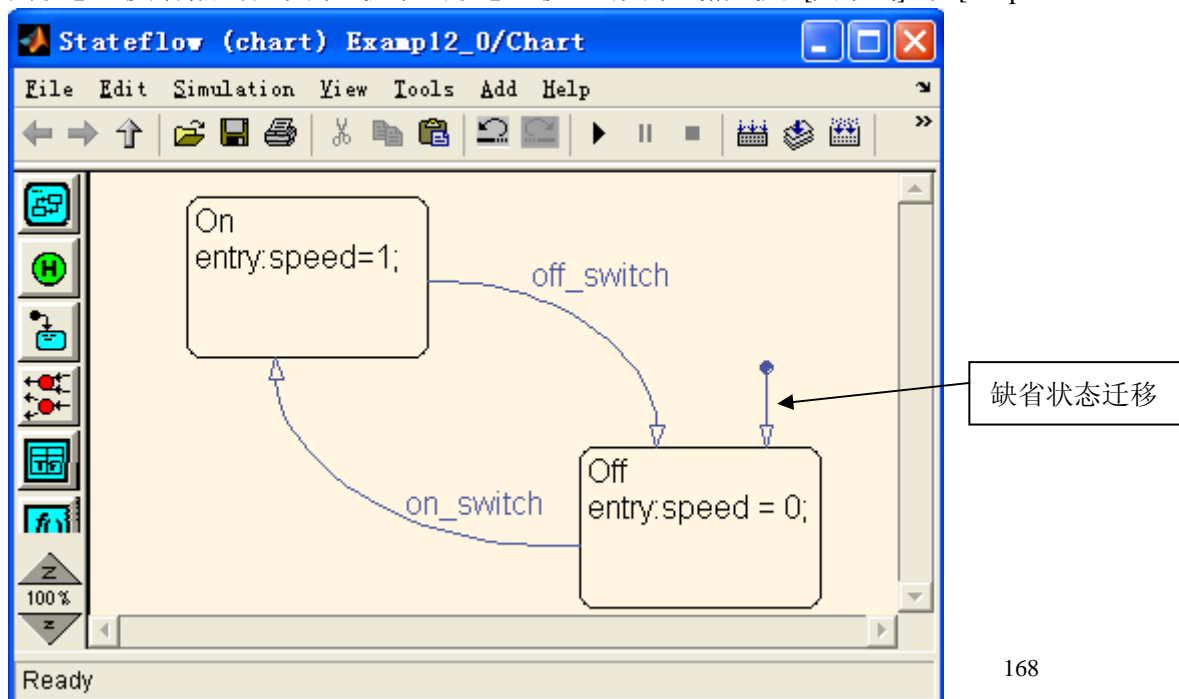 Stateflow (chart) Examp12_0/Chart
File Edit Simulation View Tools Add Help
On
entry:speed=1;
off_switch
缺省状态迁移
Off
entry:speed = 0;
on_switch
100%
Ready
168